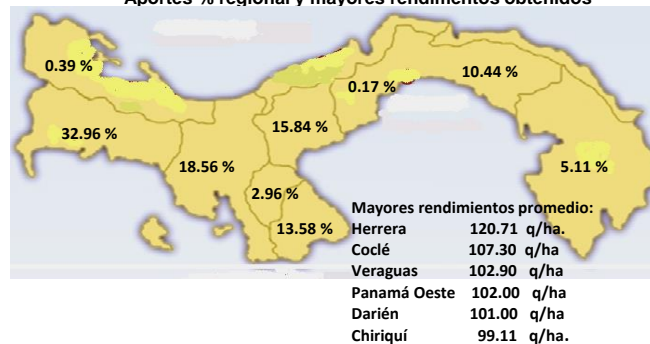 Aportes % regional y mayores rendimientos obtenidos
0.39 %
10.44 %
0.17 %
32.96 %
15.84 %
18.56 %
5.11 %
2.96 %
13.58 %
Mayores rendimientos promedio:
Herrera 120.71 q/ha.
Coclé 107.30 q/ha
Veraguas 102.90 q/ha
Panamá Oeste 102.00 q/ha
Darién 101.00 q/ha
Chiriquí 99.11 q/ha.